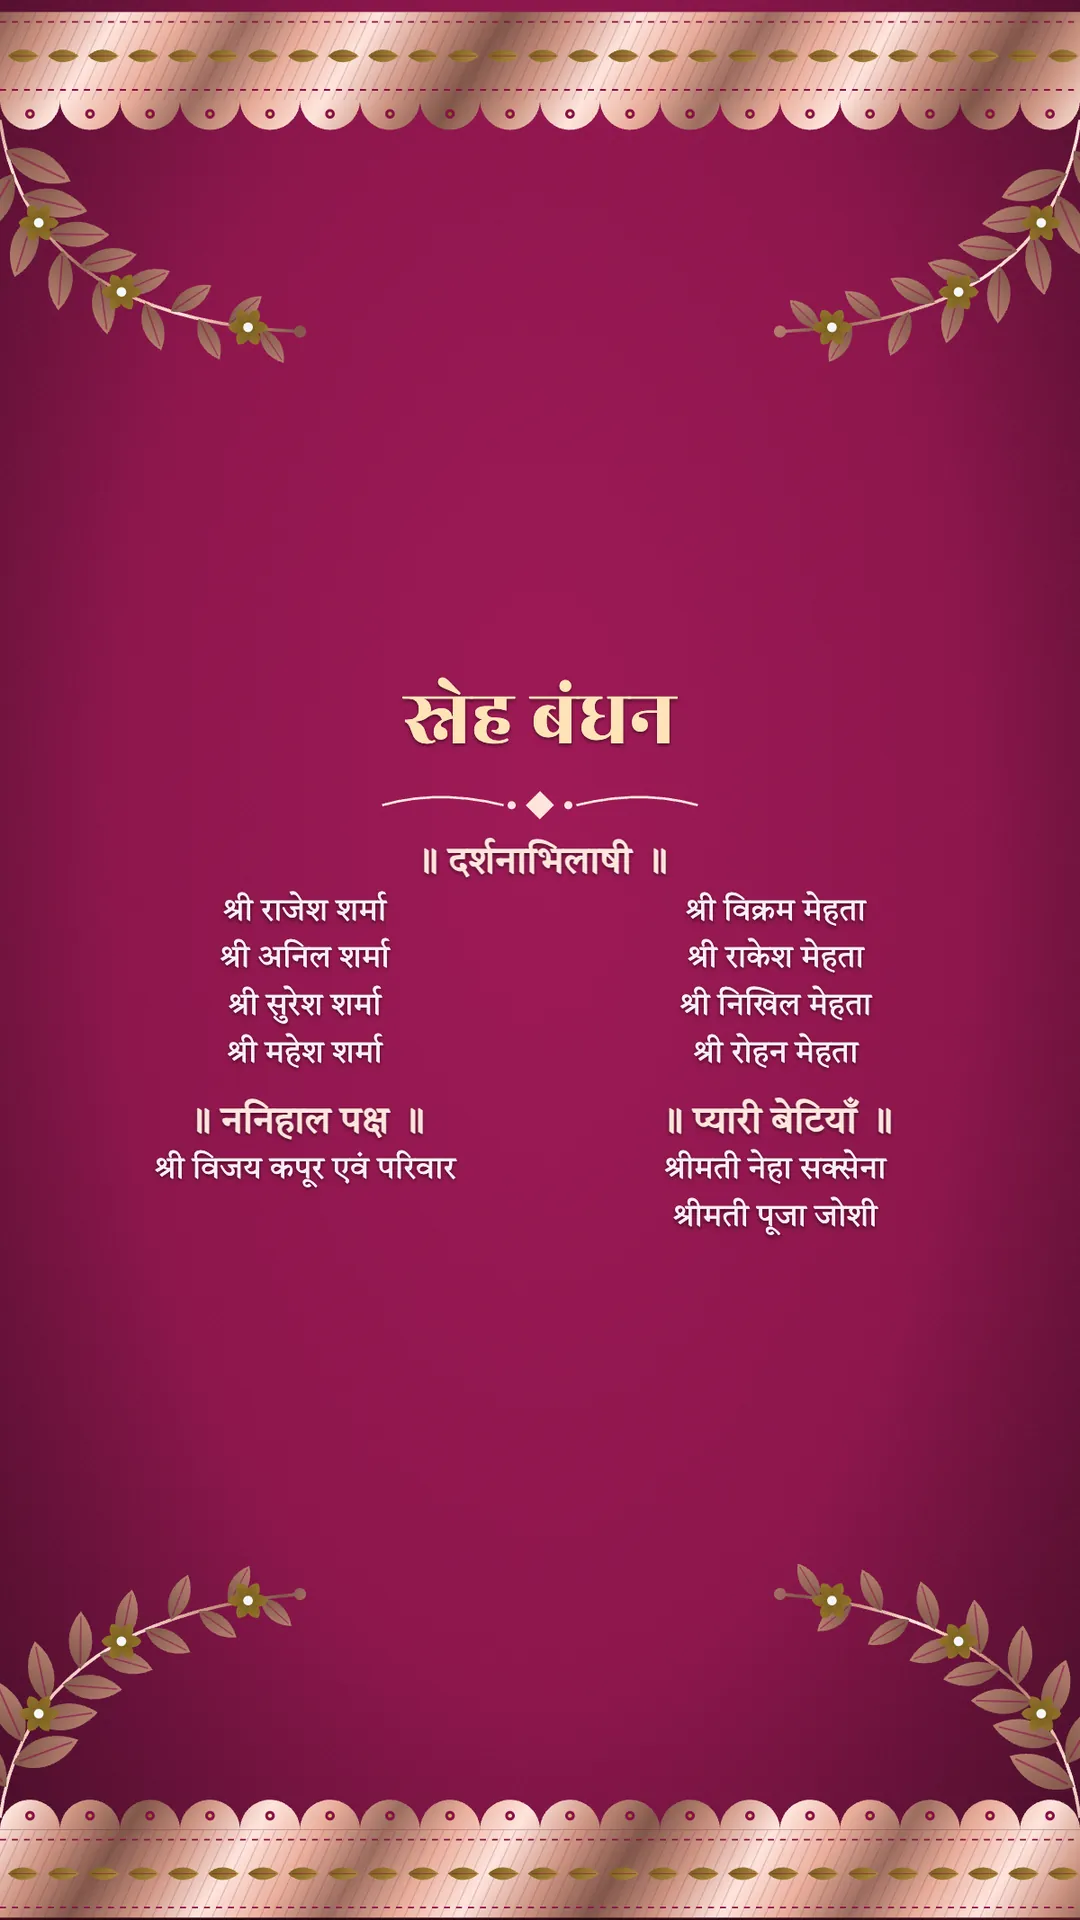 स्नेह बंधन
॥ दर्शनाभिलाषी ॥
श्री राजेश शर्मा
श्री अनिल शर्मा
श्री सुरेश शर्मा
श्री महेश शर्मा
श्री विक्रम मेहता
श्री राकेश मेहता
श्री निखिल मेहता
श्री रोहन मेहता
॥ ननिहाल पक्ष ॥
श्री विजय कपूर एवं परिवार
॥ प्यारी बेटियाँ ॥
श्रीमती नेहा सक्सेना
श्रीमती पूजा जोशी